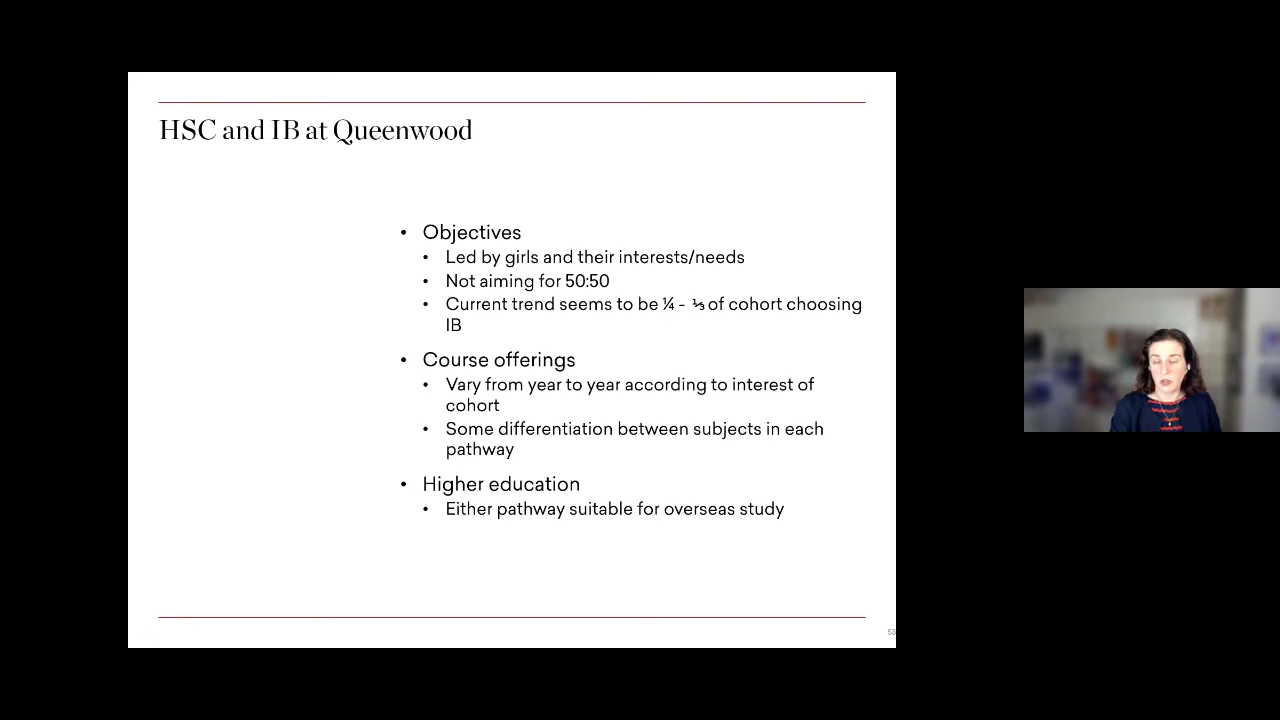 HSC and IB at Queenwood
• Objectives
• Led by girls and their interests/needs
• Not aiming for 50:50
• Current trend seems to be ¼ - ⅓ of cohort choosing
IB
• Course offerings
• Vary from year to year according to interest of
cohort
• Some differentiation between subjects in each
pathway
• Higher education
• Either pathway suitable for overseas study
53